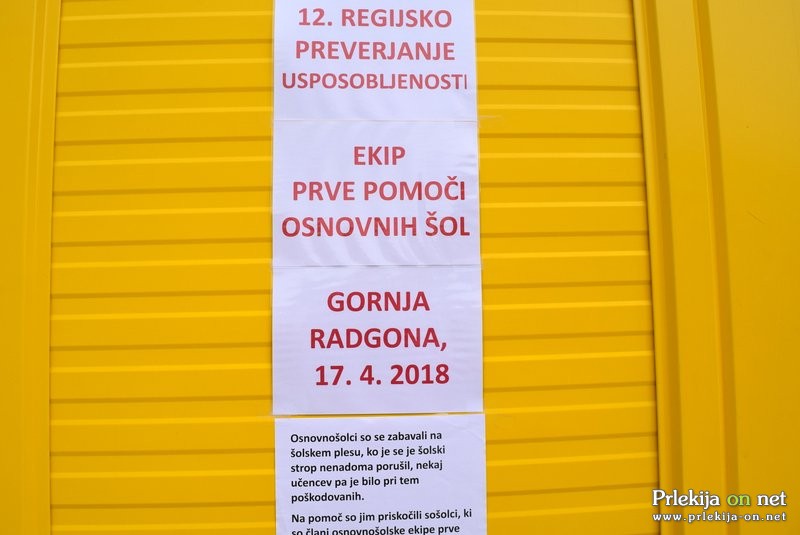 12. REGIJSKO
PREVERJANJE
USPOSOBLJENOSTI
EKIP
PRVE POMOČI
OSNOVNIH ŠOL
GORNJA
RADGONA,
17. 4. 2018
Osnovnošolci so se zabavali na
šolskem plesu, ko je se je šolski
strop nenadoma porušil, nekaj
učencev pa je bilo pri tem
poškodovanih.
Na pomoč so jim priskočili sošolci, ki
so člani osnovnošolske ekipe prve
Prlekija on net
www.prlekija-on.net